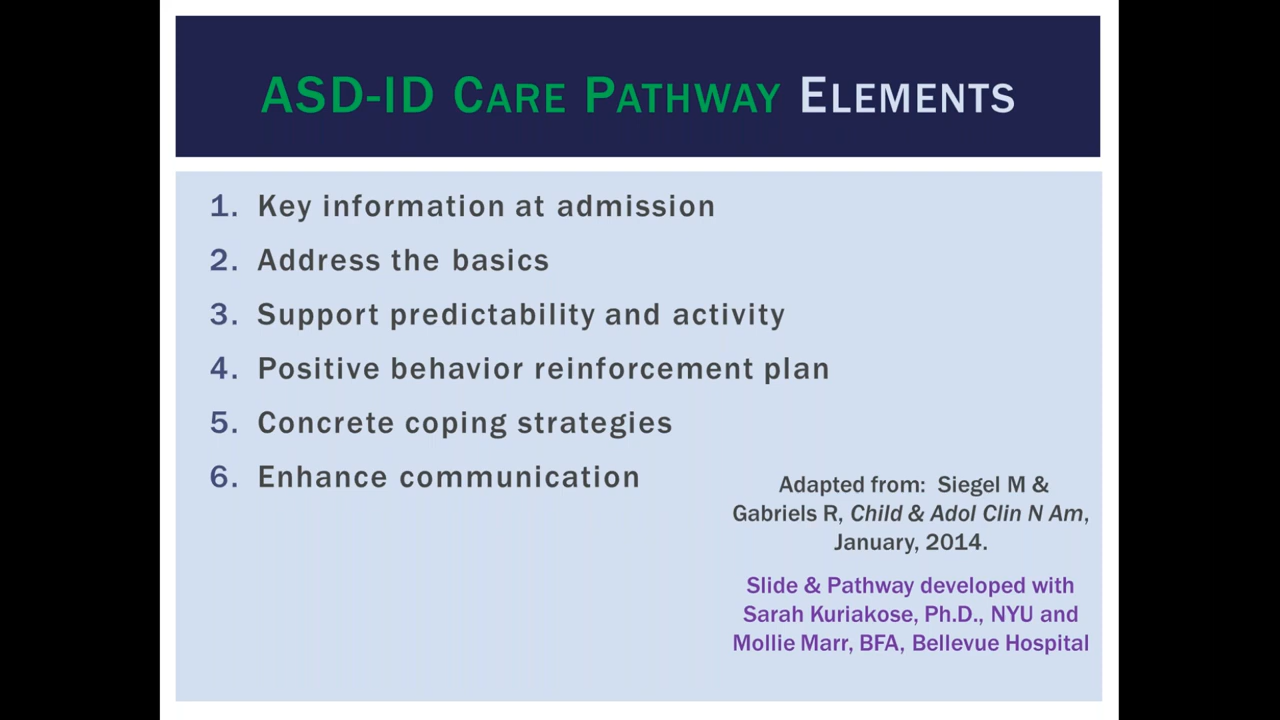 ASD-ID CARE PATHWAY ELEMENTS
1. Key information at admission
2. Address the basics
3. Support predictability and activity
4. Positive behavior reinforcement plan
5. Concrete coping strategies
6. Enhance communication
Adapted from: Siegel M &
Gabriels R, Child & Adol Clin N Am,
January, 2014.
Slide & Pathway developed with
Sarah Kuriakose, Ph.D., NYU and
Mollie Marr, BFA, Bellevue Hospital